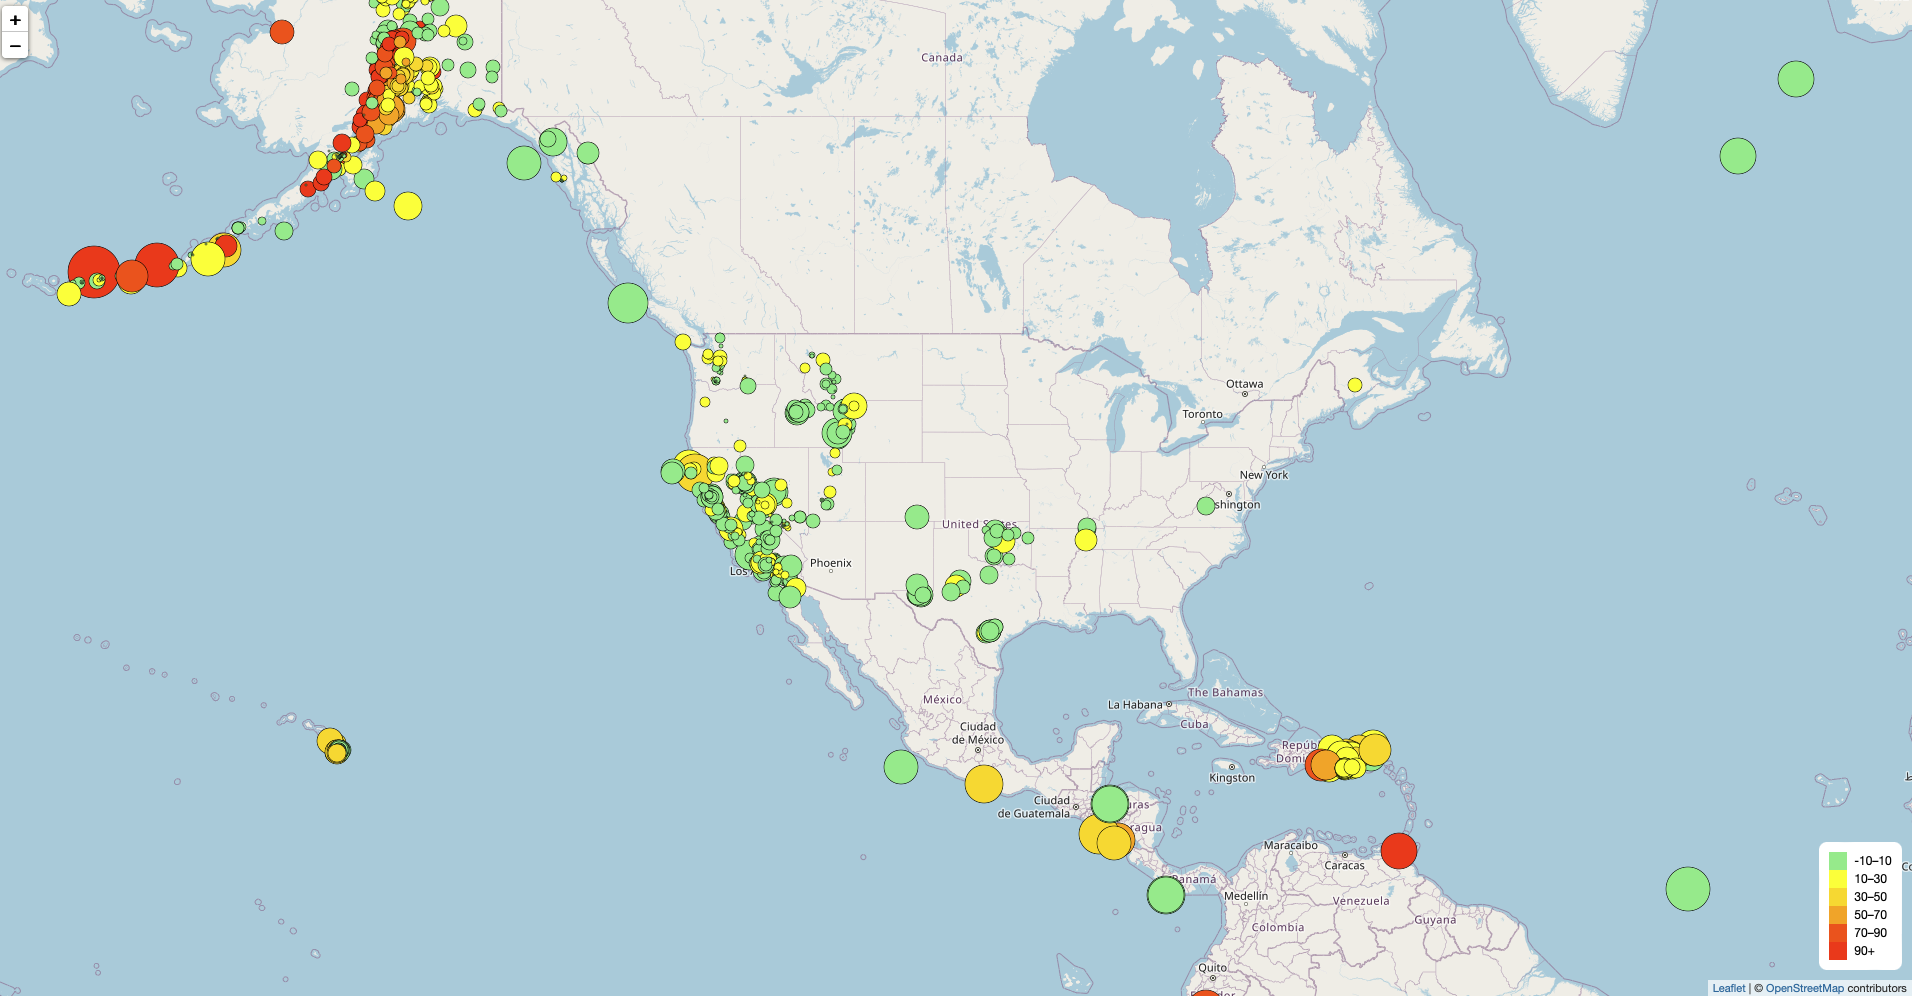 +
−
Canada
Ottawa
Toronto
New York
shington
United S es
Phoenix
Los
The Bahamas
La Habana
Cuba
México
Ciudad
de México
Repúb
Domi
Kingston
Ciudad
de Guatemala
uras
ragua
Maracaibo
Caracas
Panamá
Medellín
Venezuela
Guyana
Colombia
Quito
-10–10
10–30
30–50
50–70
70–90
90+
Leaflet | © OpenStreetMap contributors